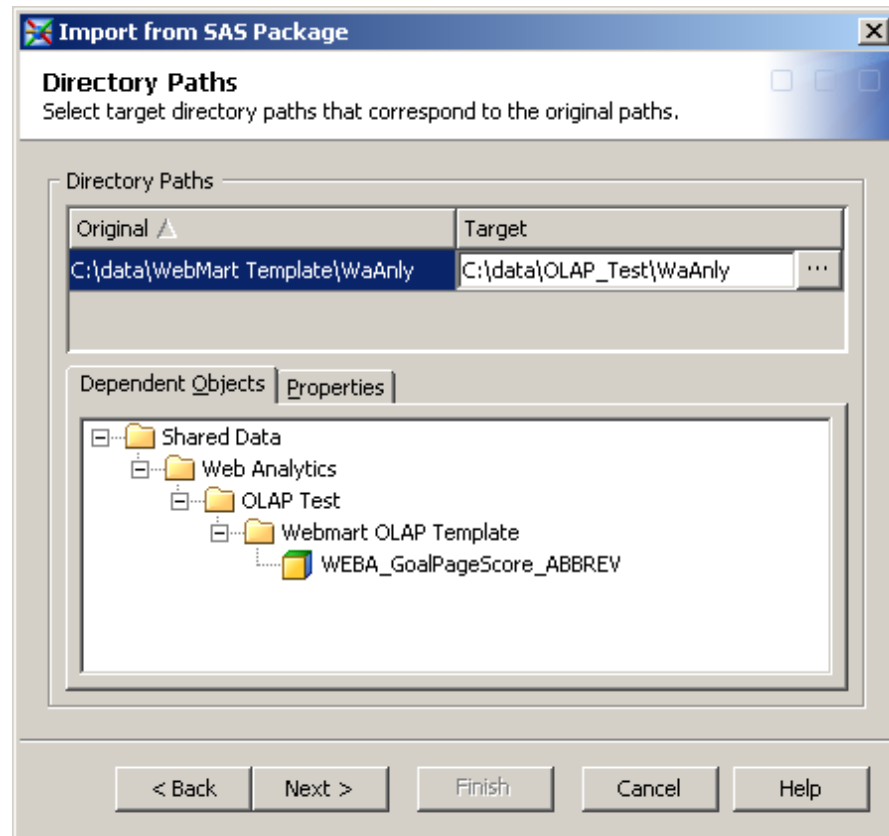 Import from SAS Package
Directory Paths
Select target directory paths that correspond to the original paths.
Directory Paths
Original Target
C:\data\WebMart Template\WaAnly C:\data\OLAP_Test\WaAnly ...
Dependent Objects Properties
Shared Data
Web Analytics
OLAP Test
Webmart OLAP Template
WEBA_GoalPageScore_ABBREV
< Back Next > Finish Cancel Help